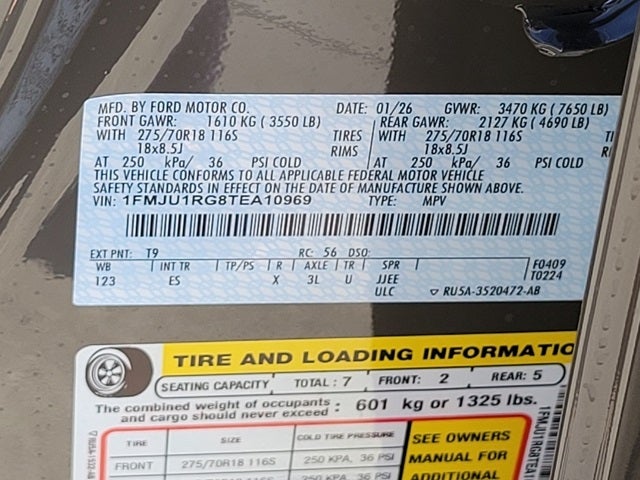 MFD. BY FORD MOTOR CO. DATE: 01/26 GVWR: 3470 KG ( 7650 LB)
FRONT GAWR: 1610 KG ( 3550 LB) REAR GAWR: 2127 KG ( 4690 LB)
WITH 275/70R18 116S TIRES WITH 275/70R18 116S
18x8.5J RIMS 18x8.5J
AT 250 kPa/ 36 PSI COLD AT 250 kPa/ 36 PSI COLD
THIS VEHICLE CONFORMS TO ALL APPLICABLE FEDERAL MOTOR VEHICLE
SAFETY STANDARDS IN EFFECT ON THE DATE OF MANUFACTURE SHOWN ABOVE.
VIN: 1FMJU1RG8TEA10969 TYPE: MPV
EXT PNT: T9 RC: 56 DSO: F0409
WB INT TR TP/PS R AXLE TR SPR T0224
123 ES X 3L U JJEE
ULC ▽ RU5A-3520472-AB
TIRE AND LOADING INFORMATIO
SEATING CAPACITY TOTAL : 7 FRONT: 2 REAR: 5
The combined weight of occupants and cargo should never exceed : 601 kg or 1325 lbs.
TIRE SIZE COLD TIRE PRESSURE SEE OWNERS
FRONT 275/70R18 116S 250 KPA, 36 PSI MANUAL FOR
ADDITIONAL